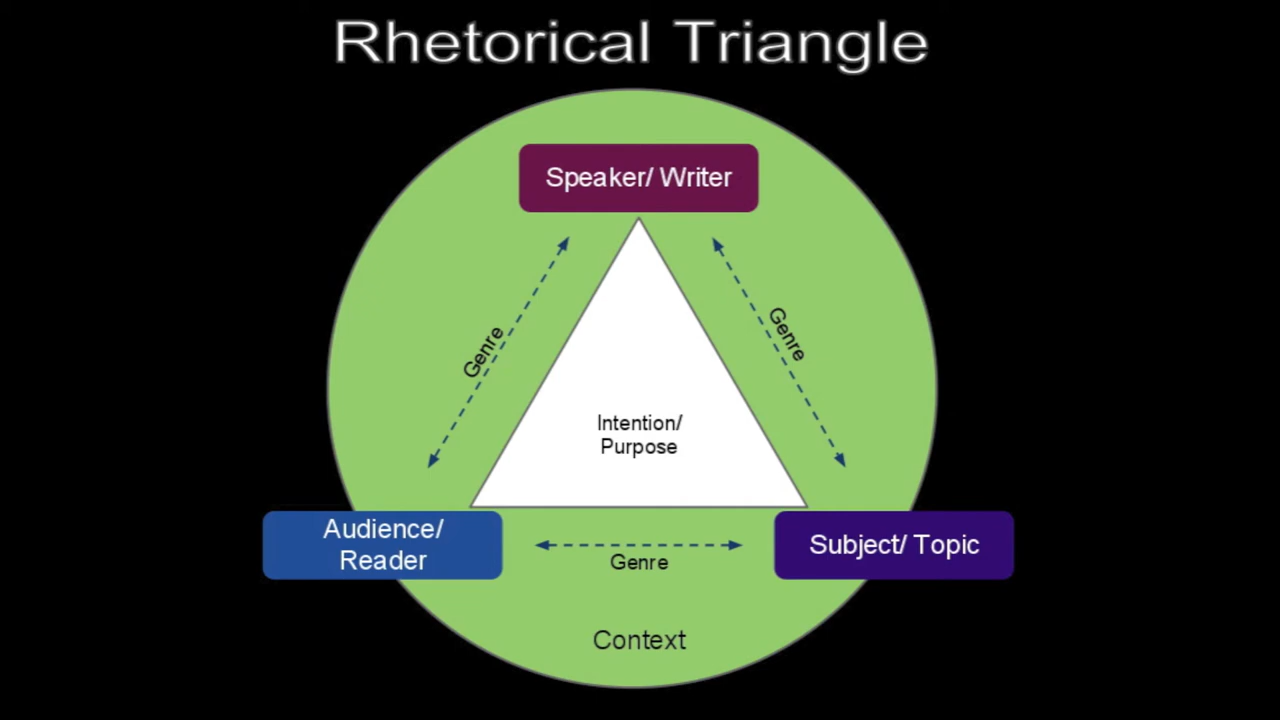 Rhetorical Triangle
Speaker/ Writer
Genre
Genre
Intention/
Purpose
Audience/
Reader
Subject/ Topic
Genre
Context